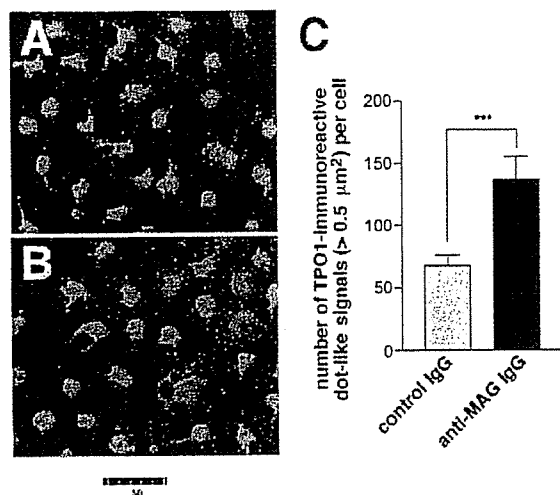 A
B
C
number of TPO1-Immunoreactive
dot-like signals (> 0.5 μm²) per cell
200
150
100
50
0
***
control IgG
anti-MAG IgG
50